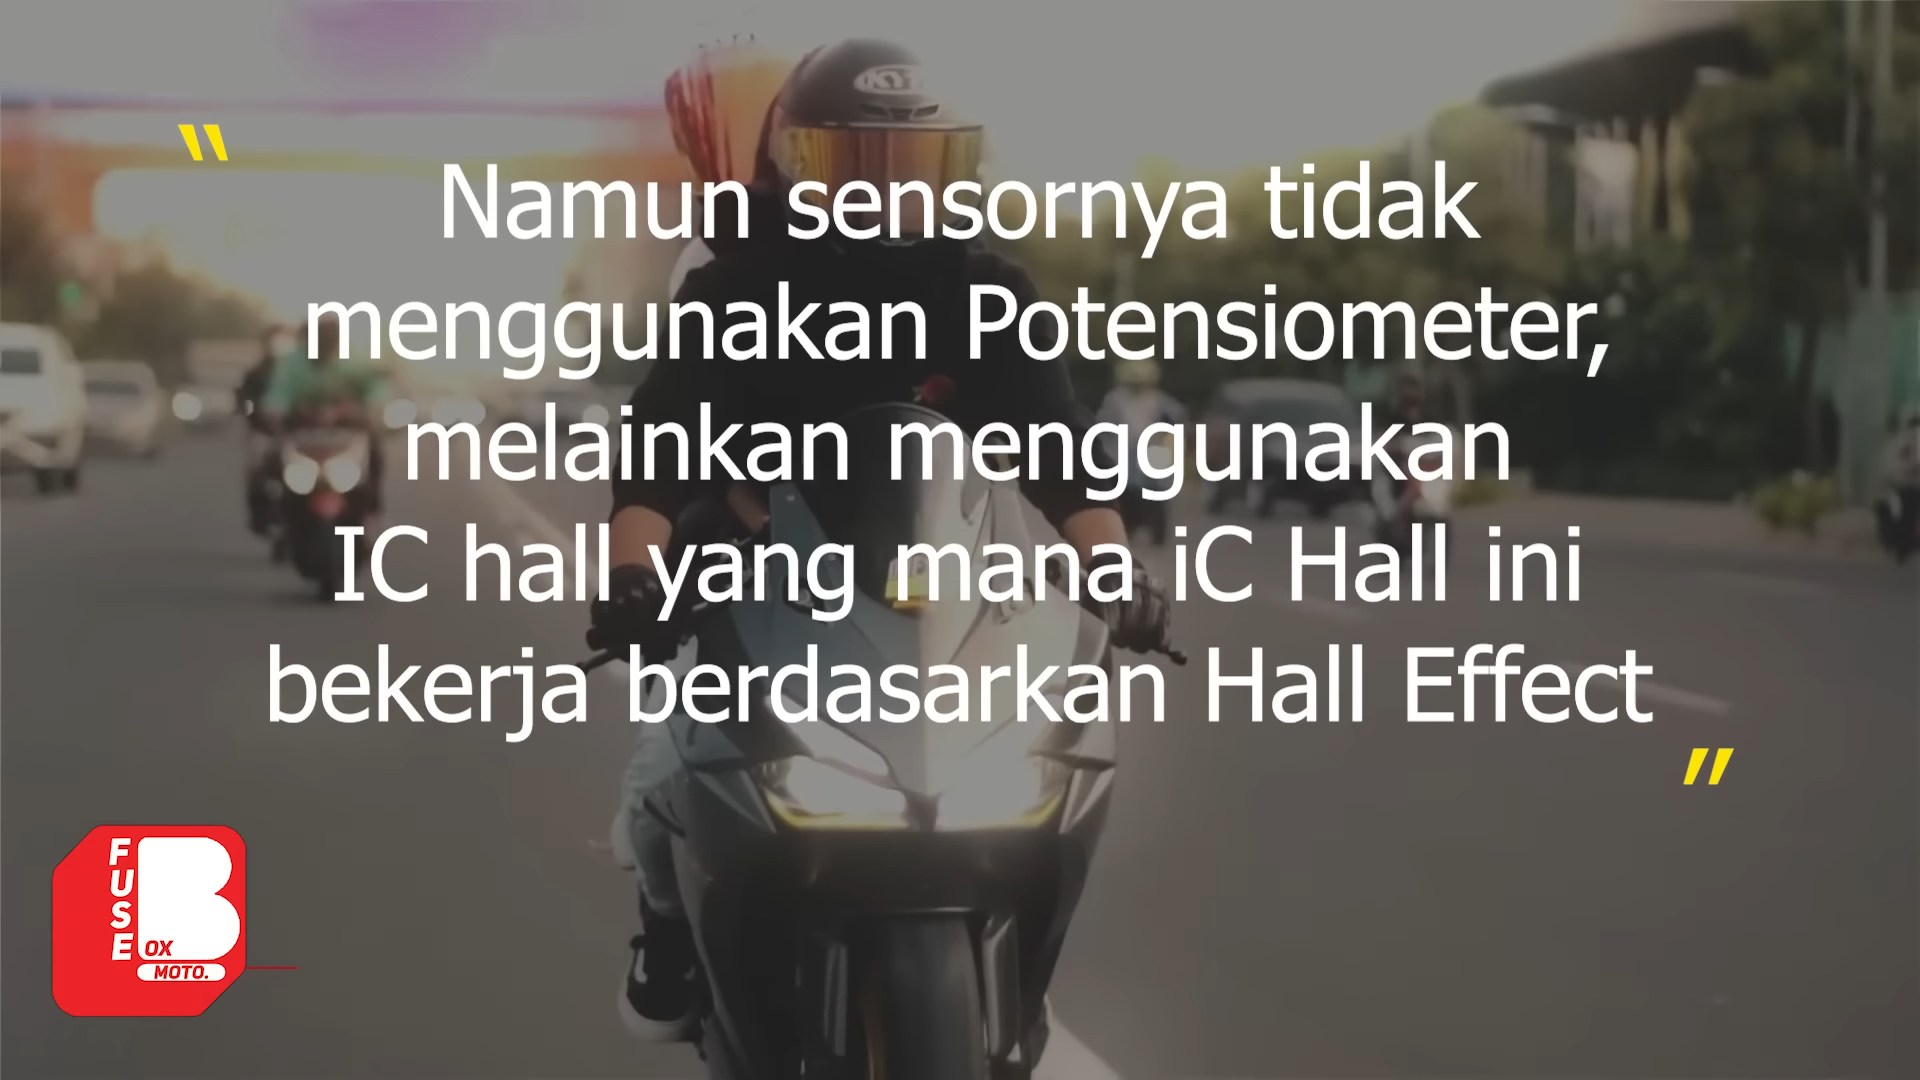 "
Namun sensornya tidak
menggunakan Potensiometer,
melainkan menggunakan
IC hall yang mana iC Hall ini
bekerja berdasarkan Hall Effect
"
FUSE
BOX
MOTO.